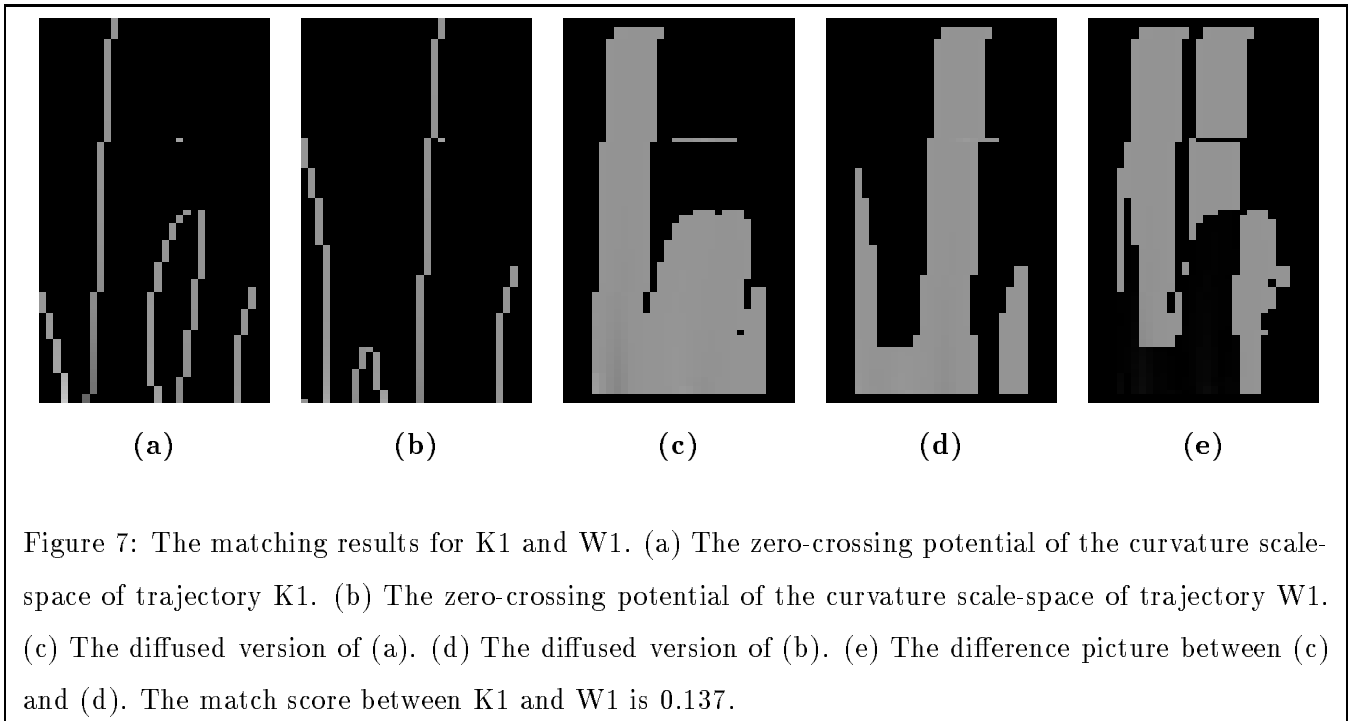 (a) (b) (c) (d) (e)
Figure 7: The matching results for K1 and W1. (a) The zero-crossing potential of the curvature scale-
space of trajectory K1. (b) The zero-crossing potential of the curvature scale-space of trajectory W1.
(c) The diffused version of (a). (d) The diffused version of (b). (e) The difference picture between (c)
and (d). The match score between K1 and W1 is 0.137.